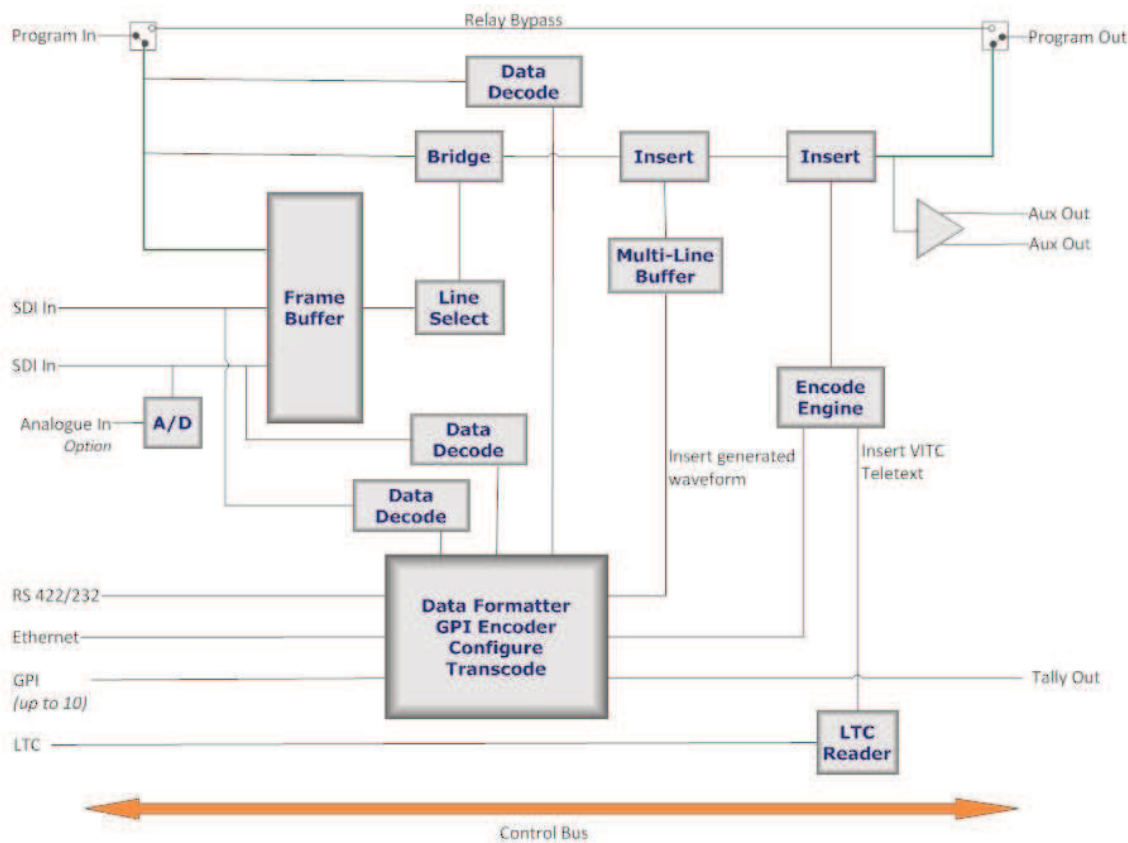 Relay Bypass
Program In
Program Out
Data
Decode
Bridge
Insert
Insert
Aux Out
Aux Out
Multi-Line
Buffer
Frame
Buffer
Line
Select
SDI In
SDI In
A/D
Analogue In
Option
Encode
Engine
Data
Decode
Insert generated
waveform
Insert VITC
Teletext
Data
Decode
RS 422/232
Ethernet
GPI
(up to 10)
Data Formatter
GPI Encoder
Configure
Transcode
Tally Out
LTC
LTC
Reader
Control Bus